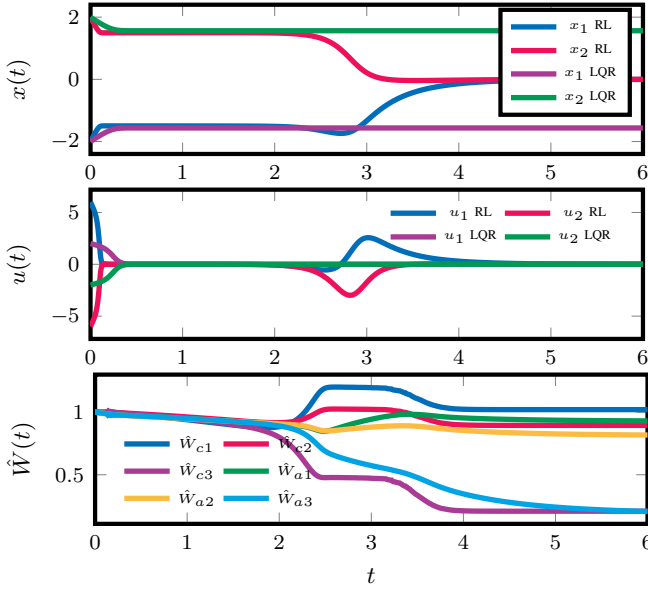 x(t)
2
0
−2
x₁ RL
x₂ RL
x₁ LQR
x₂ LQR
0 1 2 3 4 5 6
u(t)
5
0
−5
u₁ RL u₂ RL
u₁ LQR u₂ LQR
0 1 2 3 4 5 6
Ŵ(t)
1
0.5
Ŵc1 Ŵc2
Ŵc3 Ŵa1
Ŵa2 Ŵa3
0 1 2 3 4 5 6
t